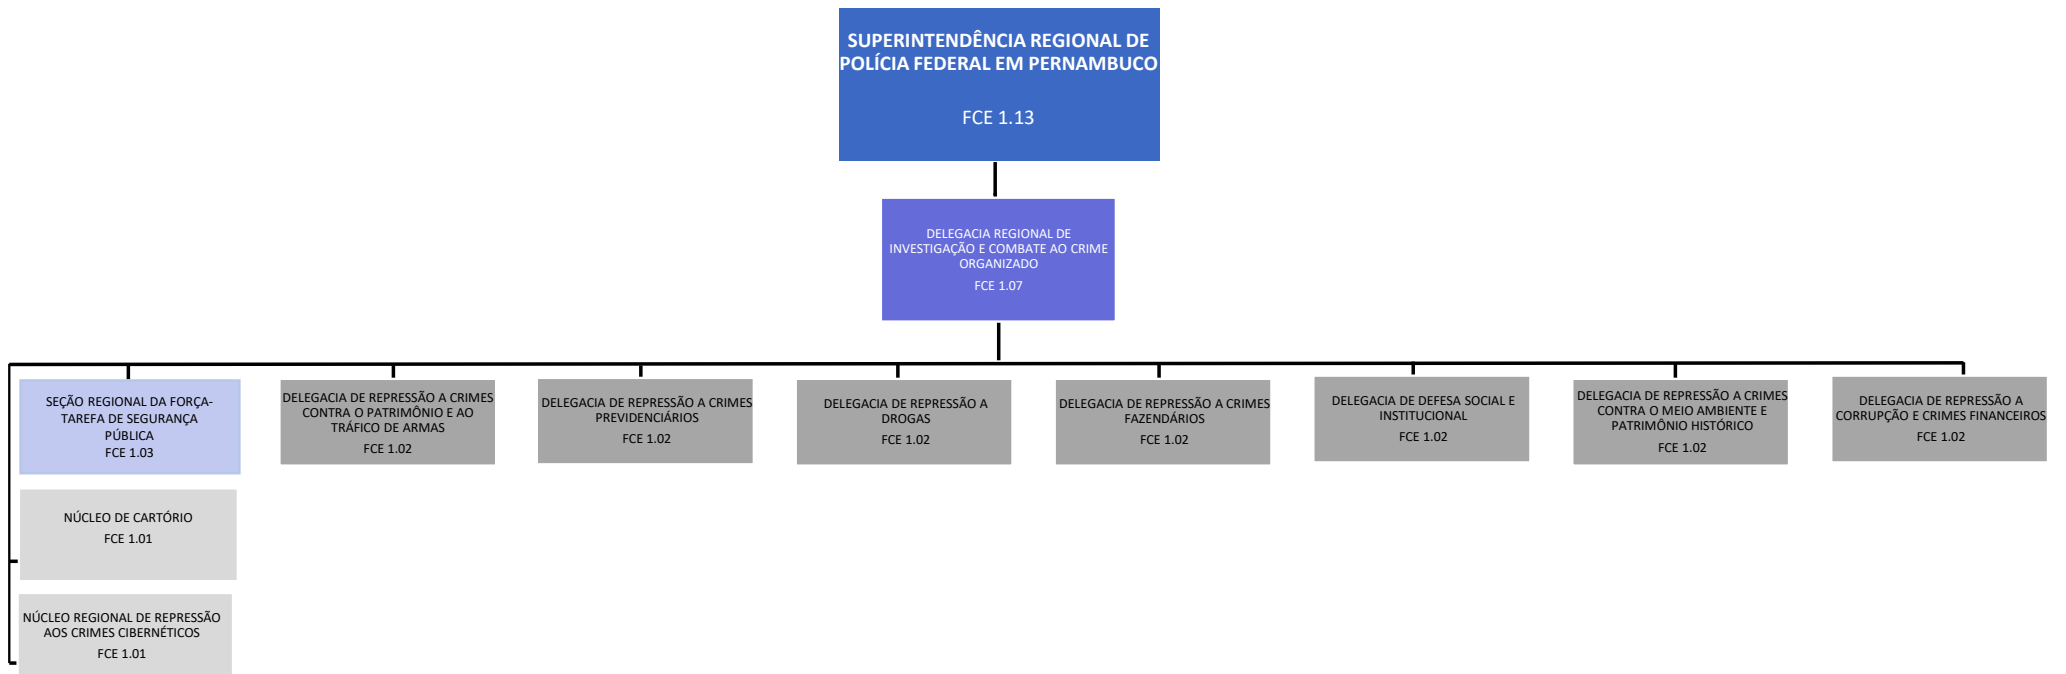 SUPERINTENDÊNCIA REGIONAL DE
POLÍCIA FEDERAL EM PERNAMBUCO
FCE 1.13
DELEGACIA REGIONAL DE
INVESTIGAÇÃO E COMBATE AO CRIME
ORGANIZADO
FCE 1.07
SEÇÃO REGIONAL DA FORÇA-
TAREFA DE SEGURANÇA
PÚBLICA
FCE 1.03
DELEGACIA DE REPRESSÃO A CRIMES
CONTRA O PATRIMÔNIO E AO
TRÁFICO DE ARMAS
FCE 1.02
DELEGACIA DE REPRESSÃO A CRIMES
PREVIDENCIÁRIOS
FCE 1.02
DELEGACIA DE REPRESSÃO A
DROGAS
FCE 1.02
DELEGACIA DE REPRESSÃO A CRIMES
FAZENDÁRIOS
FCE 1.02
DELEGACIA DE DEFESA SOCIAL E
INSTITUCIONAL
FCE 1.02
DELEGACIA DE REPRESSÃO A CRIMES
CONTRA O MEIO AMBIENTE E
PATRIMÔNIO HISTÓRICO
FCE 1.02
DELEGACIA DE REPRESSÃO A
CORRUPÇÃO E CRIMES FINANCEIROS
FCE 1.02
NÚCLEO DE CARTÓRIO
FCE 1.01
NÚCLEO REGIONAL DE REPRESSÃO
AOS CRIMES CIBERNÉTICOS
FCE 1.01